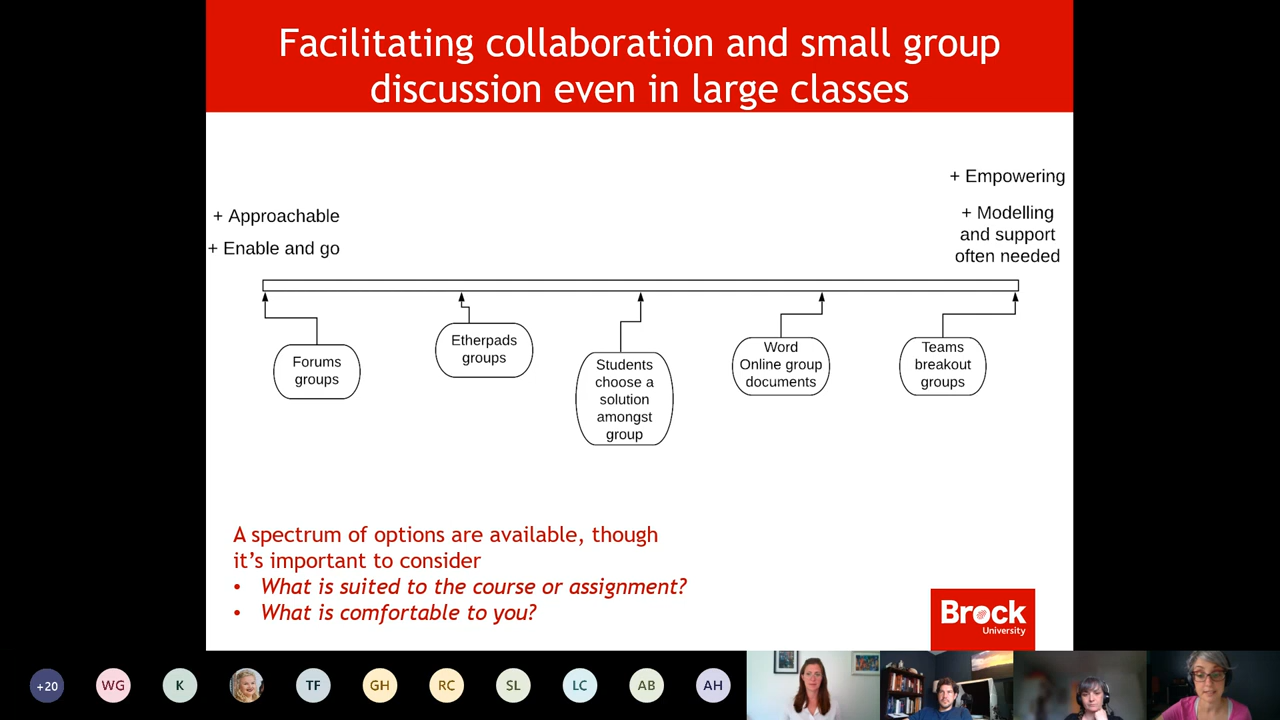 Facilitating collaboration and small group
discussion even in large classes
+ Empowering
+ Approachable
+ Modelling
and support
often needed
+ Enable and go
Forums
groups
Etherpads
groups
Students
choose a
solution
amongst
group
Word
Online group
documents
Teams
breakout
groups
A spectrum of options are available, though
it's important to consider
• What is suited to the course or assignment?
• What is comfortable to you?
Brock
University
+20
WG
K
TF
GH
RC
SL
LC
AB
AH